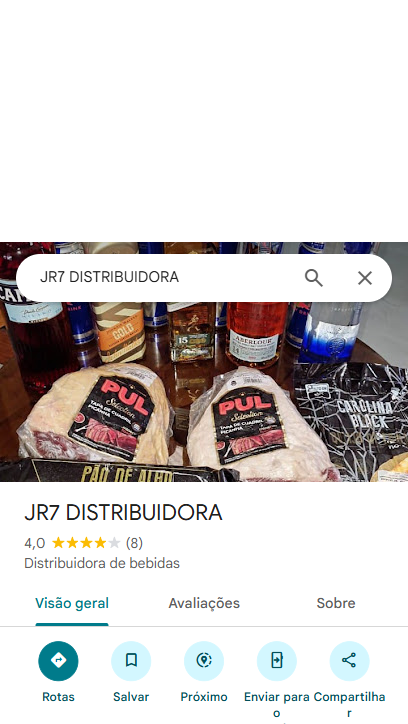 JR7 DISTRIBUIDORA
GOLD
15
ABERLOUR
PUL
Selection
TAPA DE CUADRIL
PICANHA
PUL
Selection
TAPA DE CUADRIL
PICANHA
CAROLINA
BLACK
PÃO DE ALHO
JR7 DISTRIBUIDORA
4,0 (8)
Distribuidora de bebidas
Visão geral Avaliações Sobre
Rotas Salvar Próximo Enviar para o Compartilhar